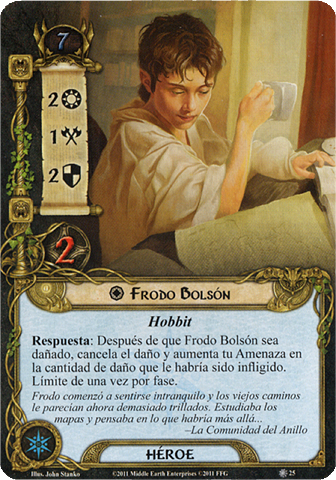 7
2
1
2
2
Frodo Bolsón
Hobbit
Respuesta: Después de que Frodo Bolsón sea
dañado, cancela el daño y aumenta tu Amenaza en
la cantidad de daño que le habría sido infligido.
Límite de una vez por fase.
Frodo comenzó a sentirse intranquilo y los viejos caminos
le parecían ahora demasiado trillados. Estudiaba los
mapas y pensaba en lo que habría más allá...
–La Comunidad del Anillo
HÉROE
Illus. John Stanko
©2011 Middle Earth Enterprises ©2011 FFG
25